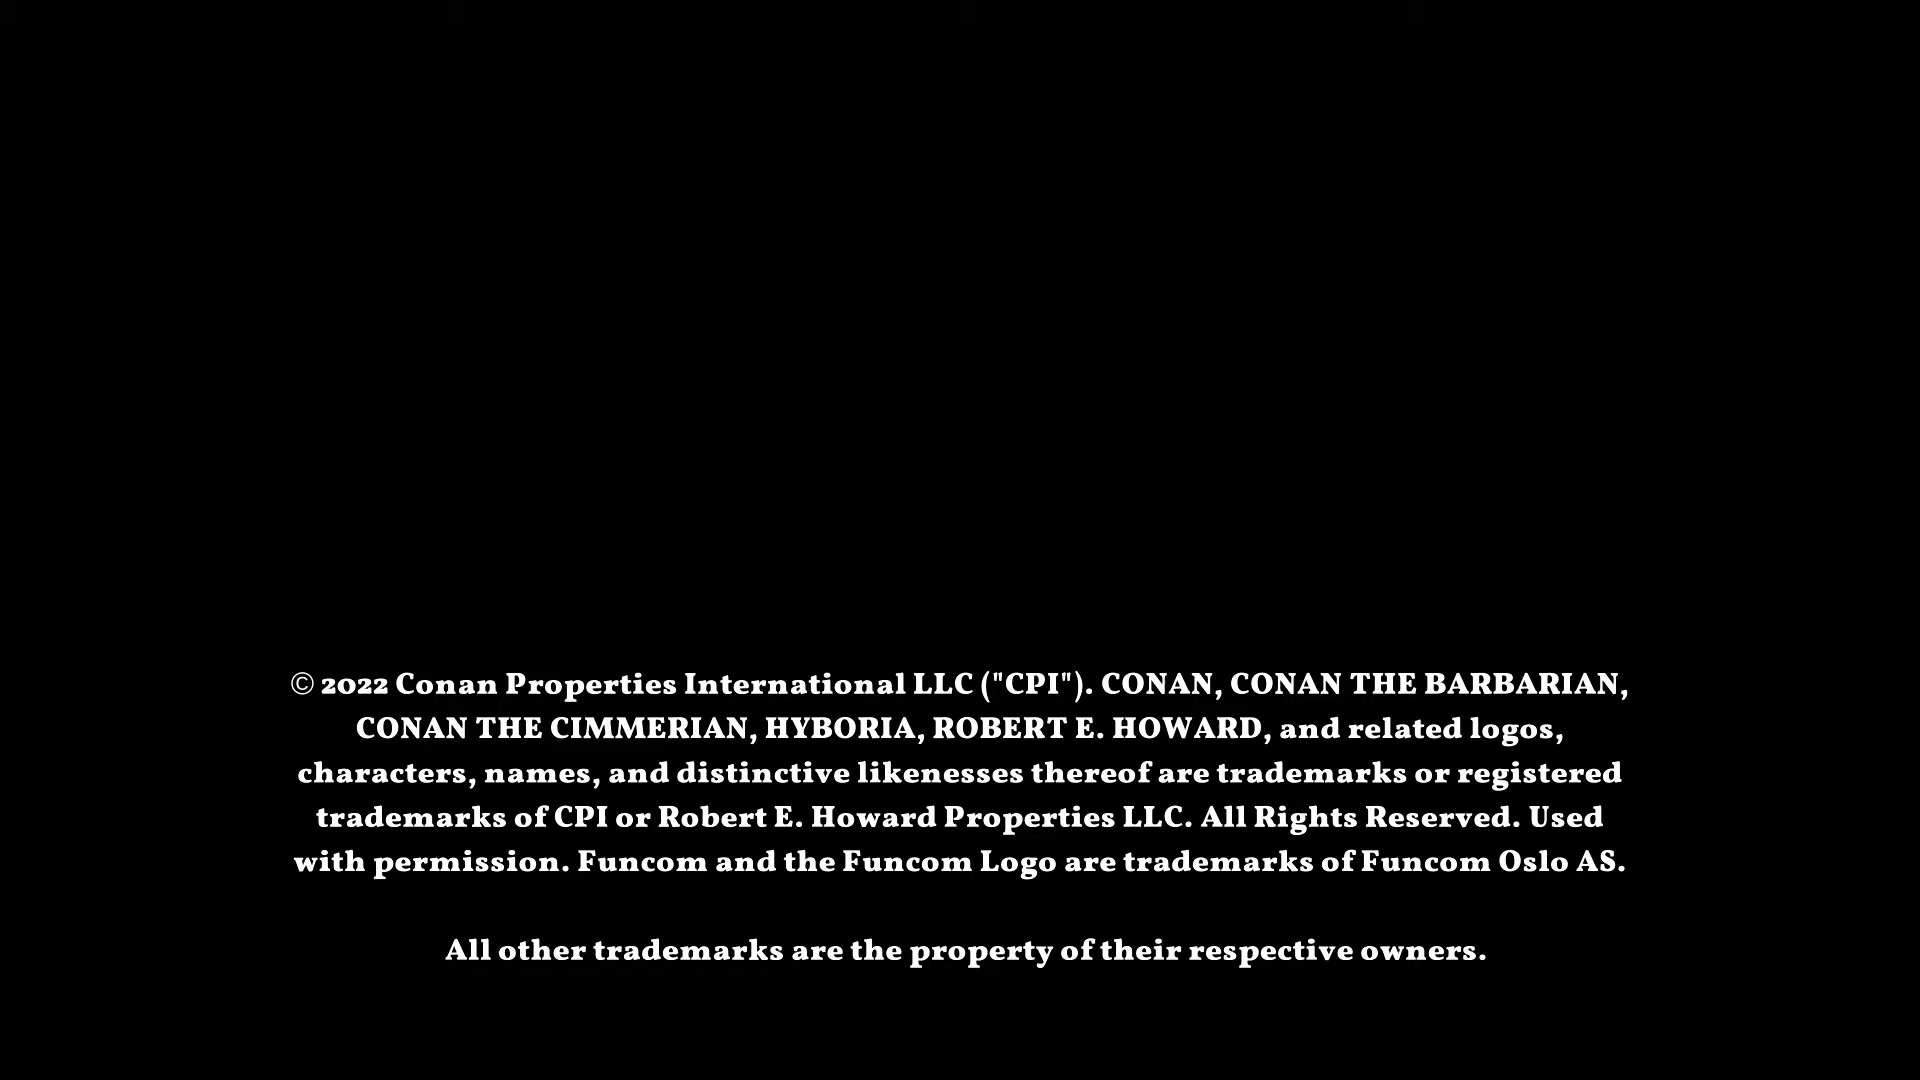 © 2022 Conan Properties International LLC ("CPI"). CONAN, CONAN THE BARBARIAN,
CONAN THE CIMMERIAN, HYBORIA, ROBERT E. HOWARD, and related logos,
characters, names, and distinctive likenesses thereof are trademarks or registered
trademarks of CPI or Robert E. Howard Properties LLC. All Rights Reserved. Used
with permission. Funcom and the Funcom Logo are trademarks of Funcom Oslo AS.
All other trademarks are the property of their respective owners.